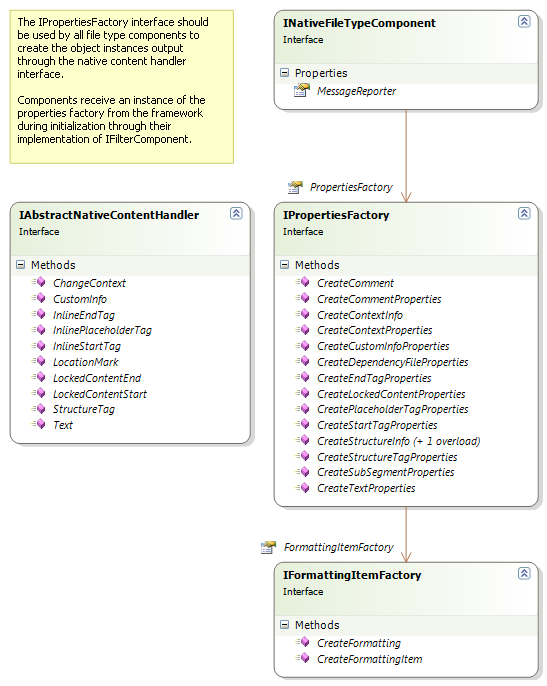 The IPropertiesFactory interface should
be used by all file type components to
create the object instances output
through the native content handler
interface.
Components receive an instance of the
properties factory from the framework
during initialization through their
implementation of IFilterComponent.
INativeFileTypeComponent
Interface
Properties
MessageReporter
PropertiesFactory
IAbstractNativeContentHandler
Interface
Methods
ChangeContext
CustomInfo
InlineEndTag
InlinePlaceholderTag
InlineStartTag
LocationMark
LockedContentEnd
LockedContentStart
StructureTag
Text
IPropertiesFactory
Interface
Methods
CreateComment
CreateCommentProperties
CreateContextInfo
CreateContextProperties
CreateCustomInfoProperties
CreateDependencyFileProperties
CreateEndTagProperties
CreateLockedContentProperties
CreatePlaceholderTagProperties
CreateStartTagProperties
CreateStructureInfo (+ 1 overload)
CreateStructureTagProperties
CreateSubSegmentProperties
CreateTextProperties
FormattingItemFactory
IFormattingItemFactory
Interface
Methods
CreateFormatting
CreateFormattingItem